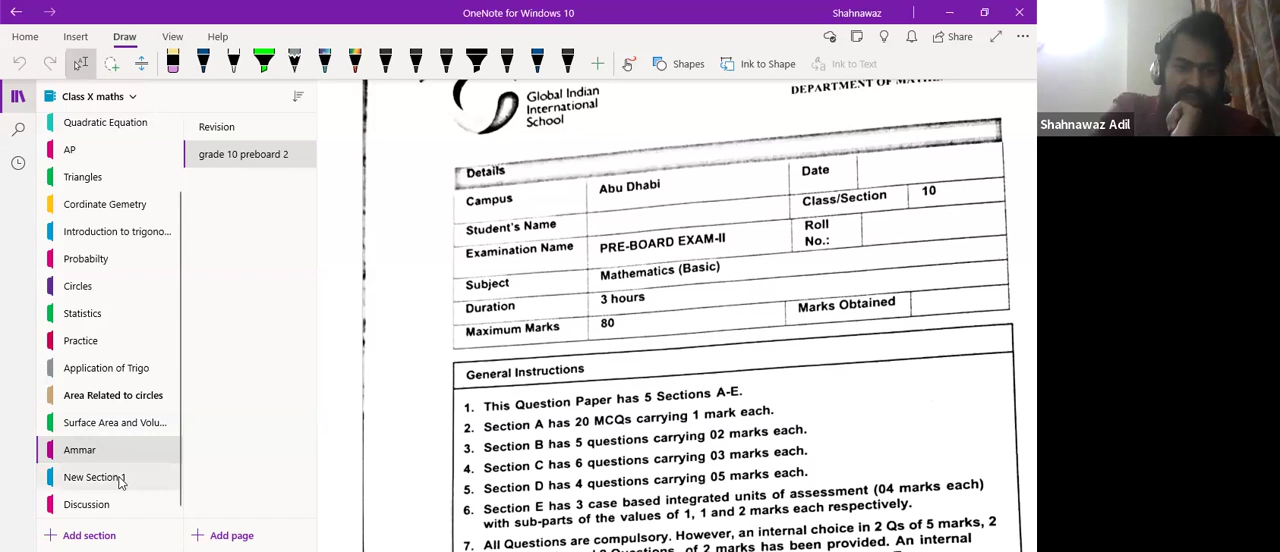 OneNote for Windows 10
Shahnawaz
Home Insert Draw View Help
Share
Shapes Ink to Shape Ink to Text
Class X maths
Quadratic Equation
AP
Triangles
Cordinate Gemetry
Introduction to trigono...
Probabilty
Circles
Statistics
Practice
Application of Trigo
Area Related to circles
Surface Area and Volu...
Ammar
New Section 1
Discussion
Add section
Revision
grade 10 preboard 2
Add page
Global Indian
International
School
DEPARTMENT OF
Details
Campus Abu Dhabi Date
Student's Name Class/Section 10
Examination Name PRE-BOARD EXAM-II Roll No.:
Subject Mathematics (Basic)
Duration 3 hours
Maximum Marks 80 Marks Obtained
General Instructions
1. This Question Paper has 5 Sections A-E.
2. Section A has 20 MCQs carrying 1 mark each.
3. Section B has 5 questions carrying 02 marks each.
4. Section C has 6 questions carrying 03 marks each.
5. Section D has 4 questions carrying 05 marks each.
6. Section E has 3 case based integrated units of assessment (04 marks each)
with sub-parts of the values of 1, 1 and 2 marks each respectively.
7. All Questions are compulsory. However, an internal choice in 2 Qs of 5 marks, 2
of 2 marks has been provided. An internal
Shahnawaz Adil